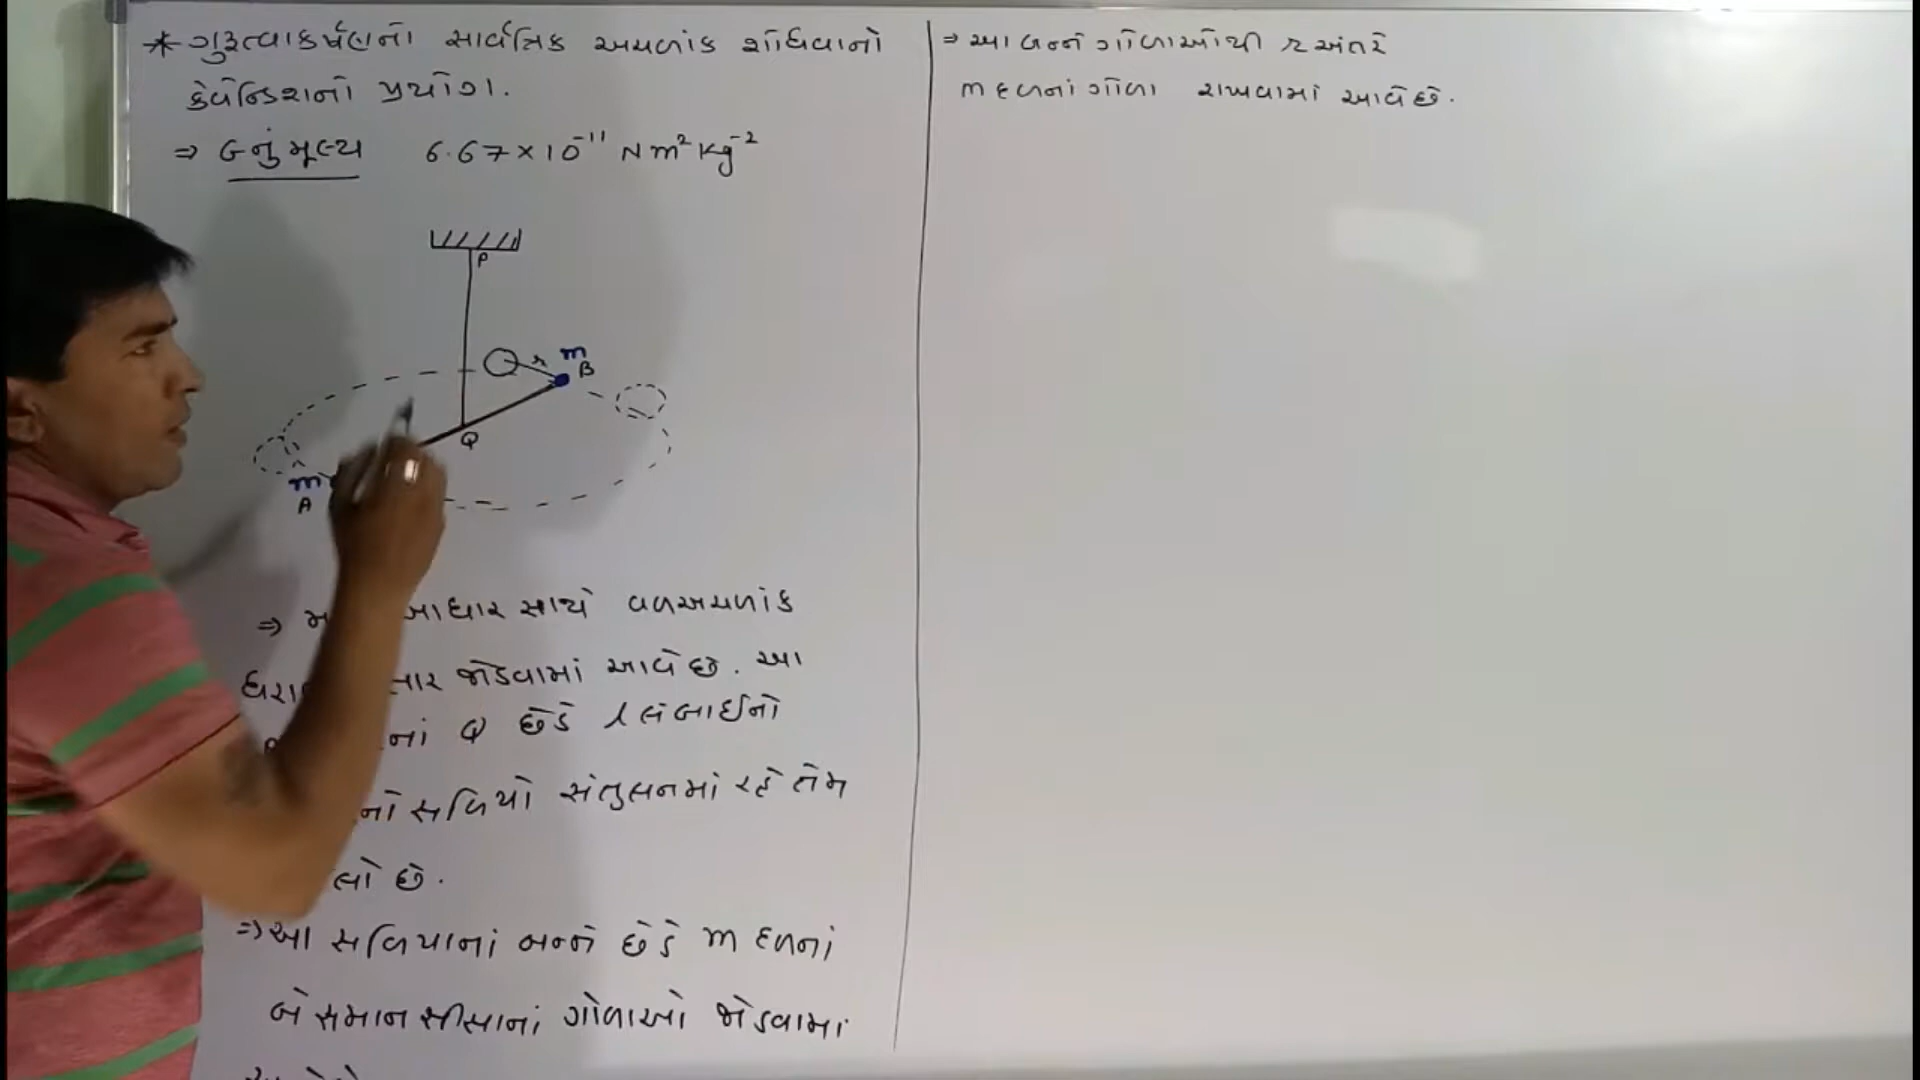 * ગુરુત્વાકર્ષણનો સાર્વત્રિક અચળાંક શોધવાનો
કેવેન્ડિશનો પ્રયોગ.
⇒ Gનું મૂલ્ય 6.67×10⁻¹¹ Nm² kg⁻²
P
r m
B
Q
m
A
⇒ આધાર સાથે વળઅચળાંક
તાર જોડવામાં આવે છે. આ
નાં Q છેડે l લંબાઈનો
નો સળિયો સંતુલનમાં રહે તેમ
લો છે.
⇒ આ સળિયાનાં બન્ને છેડે m દળનાં
બે સમાન સીસાનાં ગોળાઓ જોડવામાં
⇒ આ બન્ને ગોળાઓથી r અંતરે
m દળનાં ગોળા રાખવામાં આવે છે.